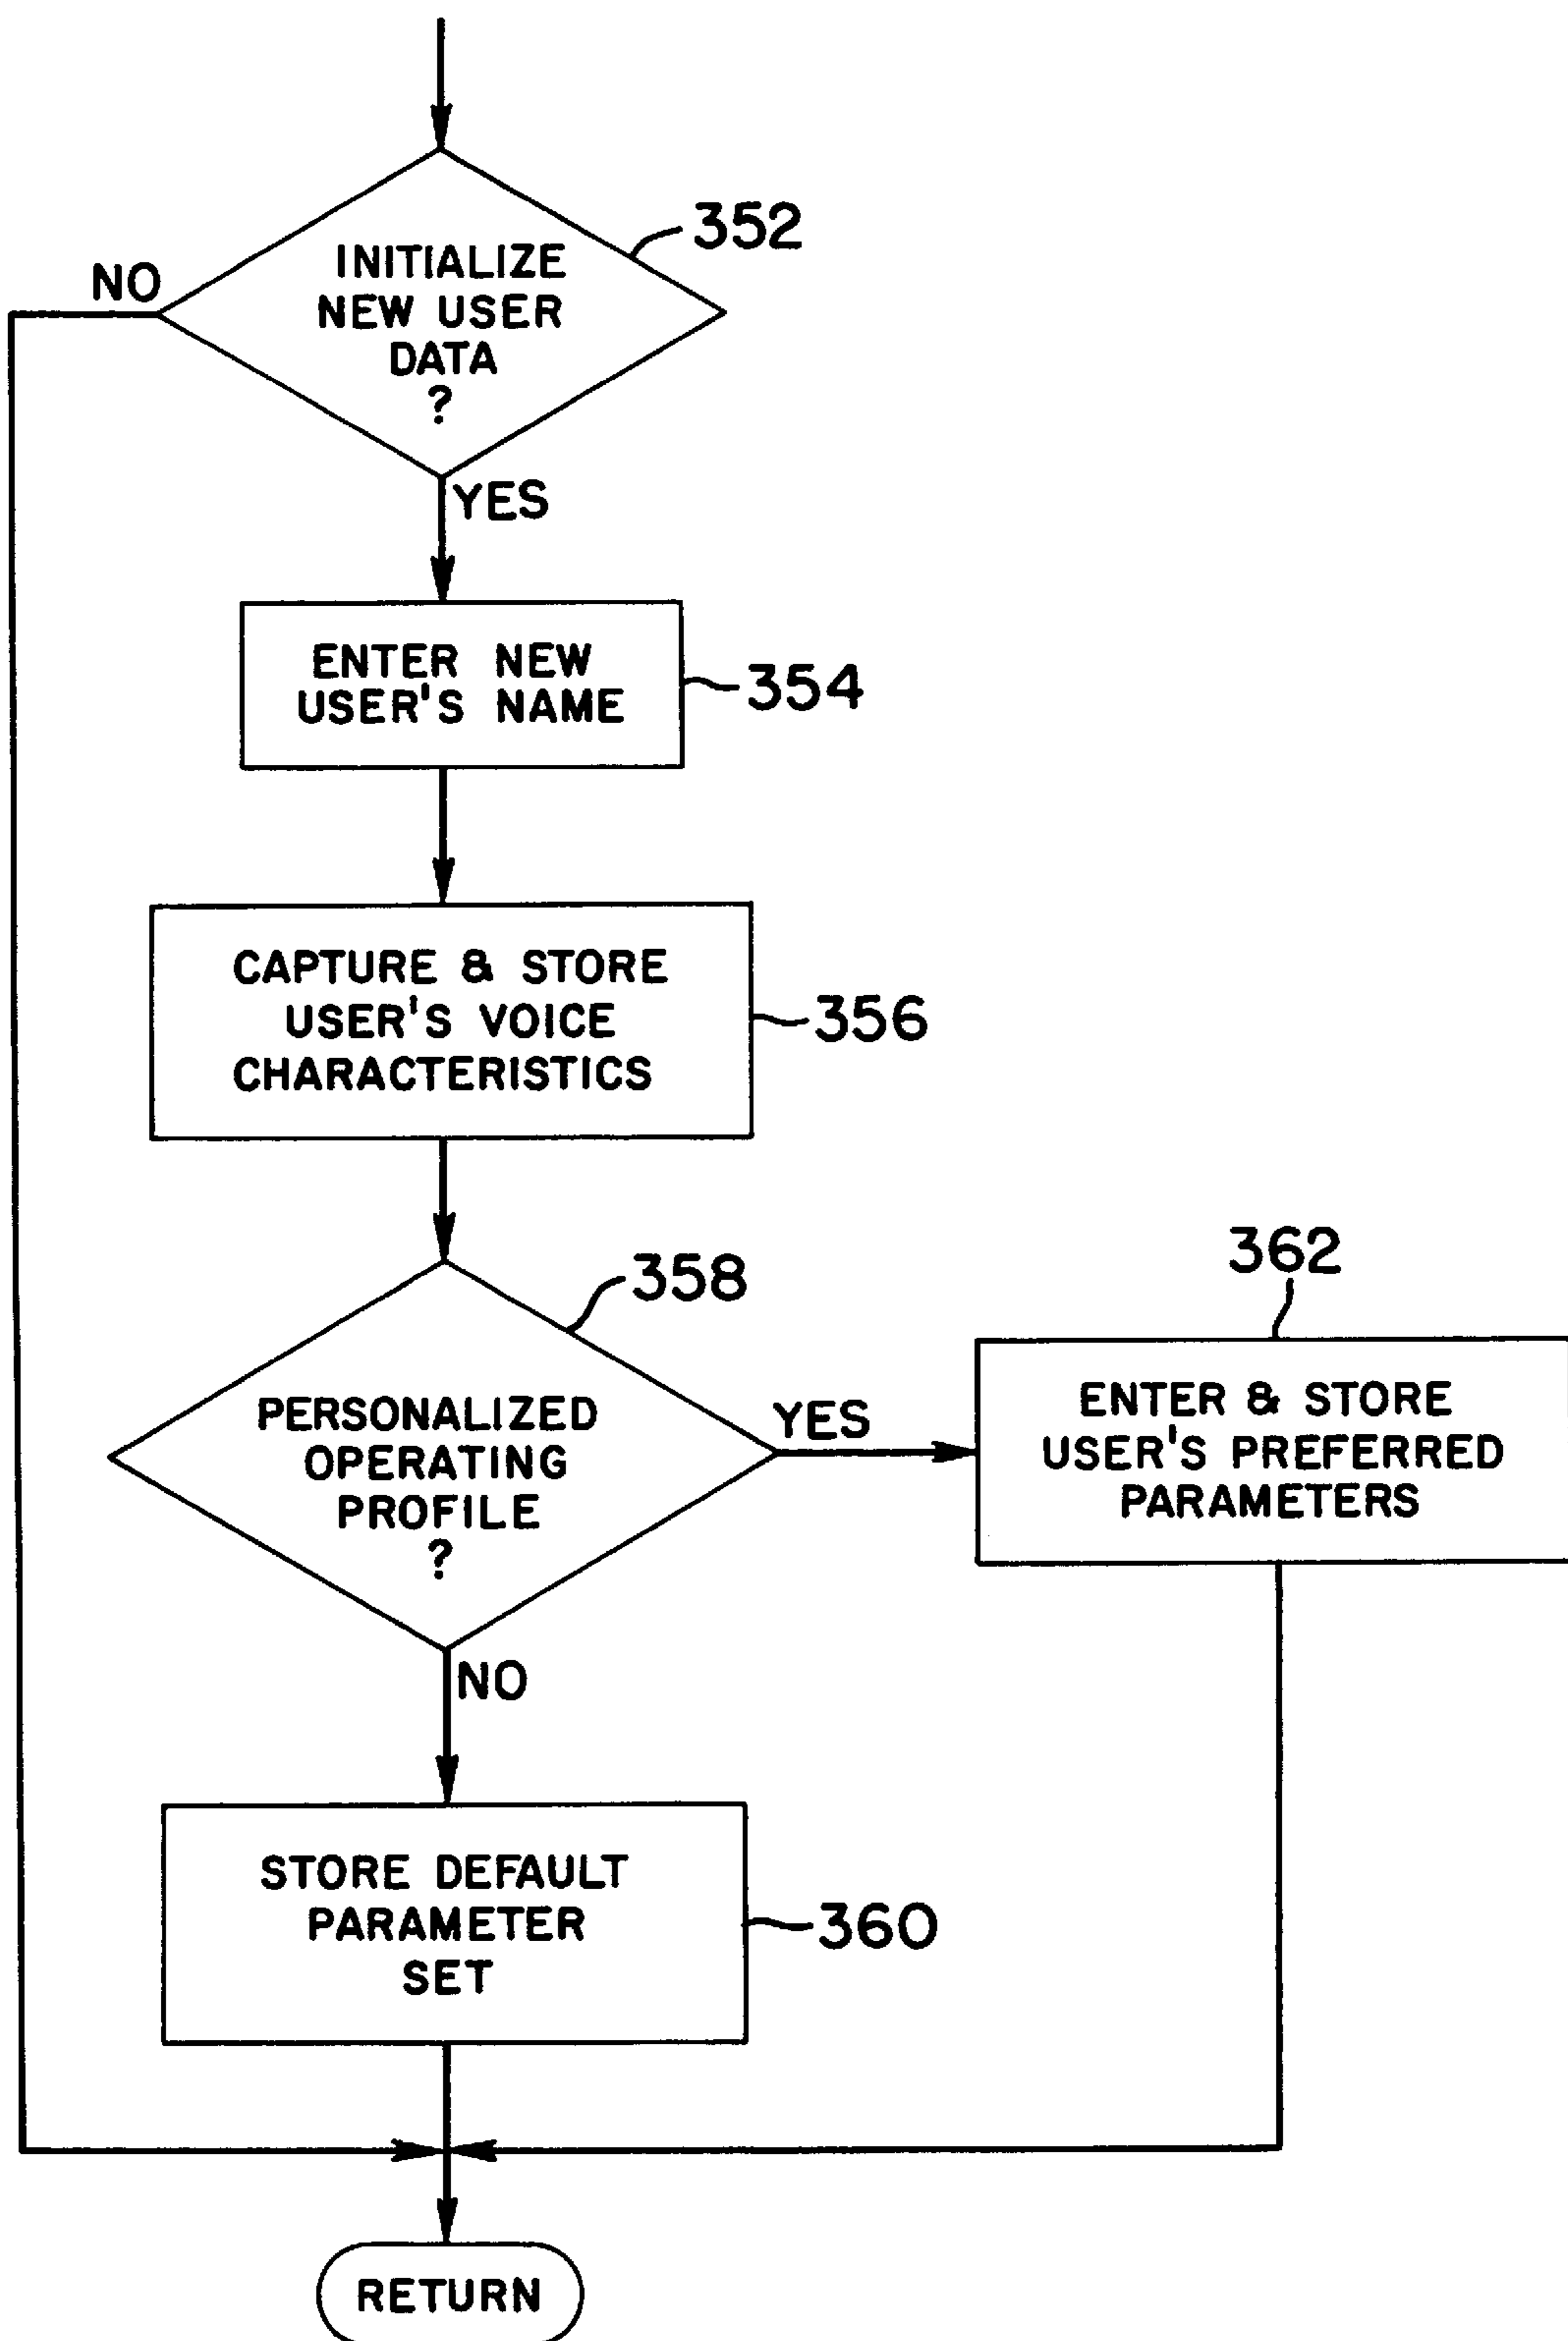 352
INITIALIZE
NEW USER
DATA
?
NO
YES
ENTER NEW
USER'S NAME
354
CAPTURE & STORE
USER'S VOICE
CHARACTERISTICS
356
358
PERSONALIZED
OPERATING
PROFILE
?
YES
362
ENTER & STORE
USER'S PREFERRED
PARAMETERS
NO
STORE DEFAULT
PARAMETER
SET
360
RETURN